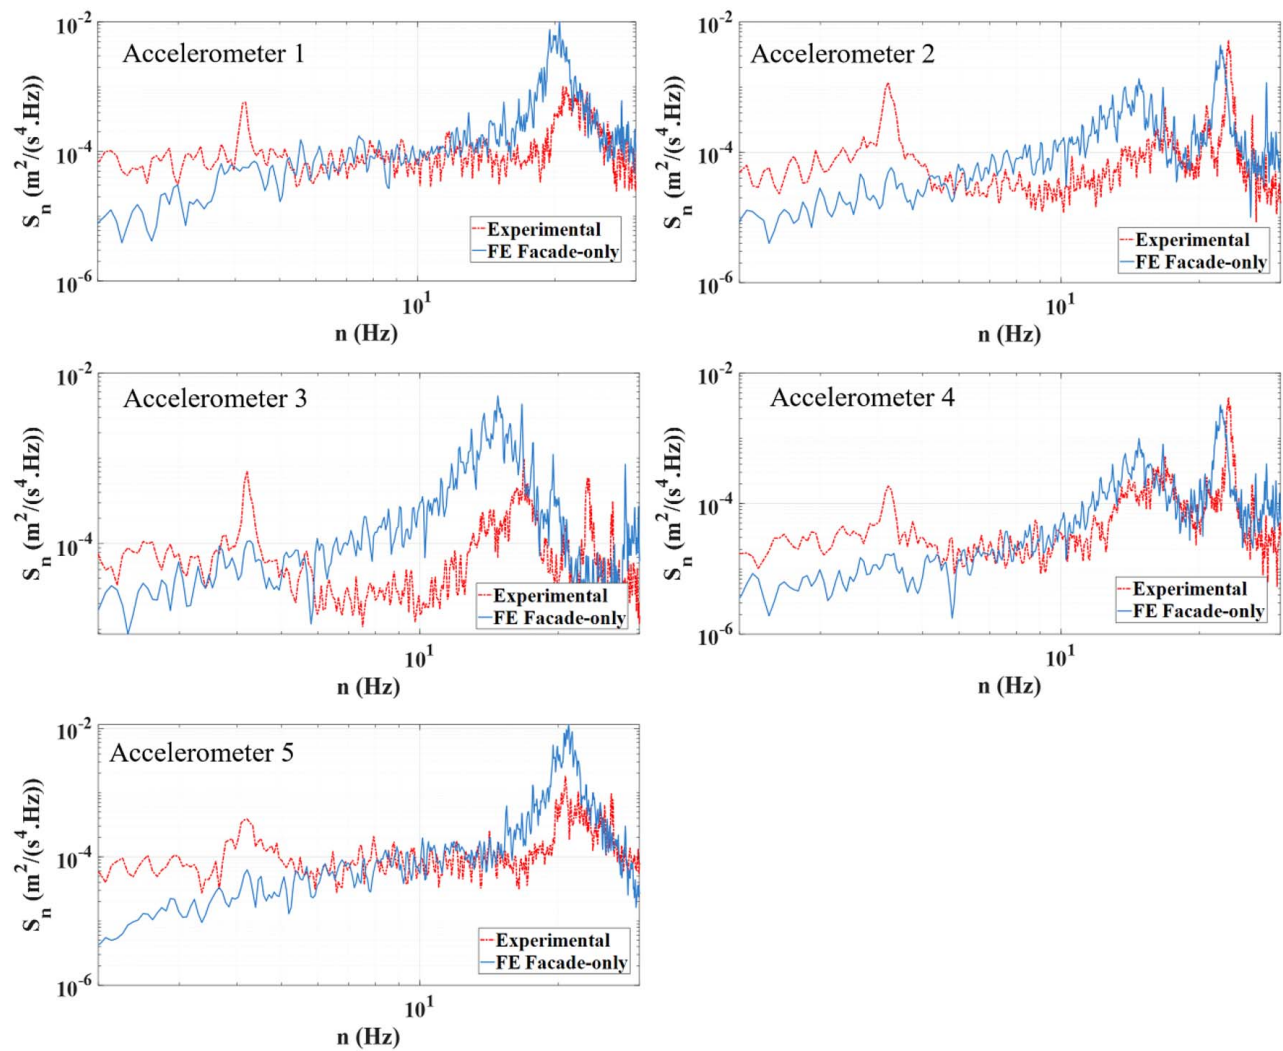 Accelerometer 1
10^-2
10^-4
10^-6
S_n (m^2/(s^4.Hz))
Experimental
FE Facade-only
10^1
n (Hz)
Accelerometer 2
10^-2
10^-4
10^-6
S_n (m^2/(s^4.Hz))
Experimental
FE Facade-only
10^1
n (Hz)
Accelerometer 3
10^-2
10^-4
S_n (m^2/(s^4.Hz))
Experimental
FE Facade-only
10^1
n (Hz)
Accelerometer 4
10^-2
10^-4
10^-6
S_n (m^2/(s^4.Hz))
Experimental
FE Facade-only
10^1
n (Hz)
Accelerometer 5
10^-2
10^-4
10^-6
S_n (m^2/(s^4.Hz))
Experimental
FE Facade-only
10^1
n (Hz)